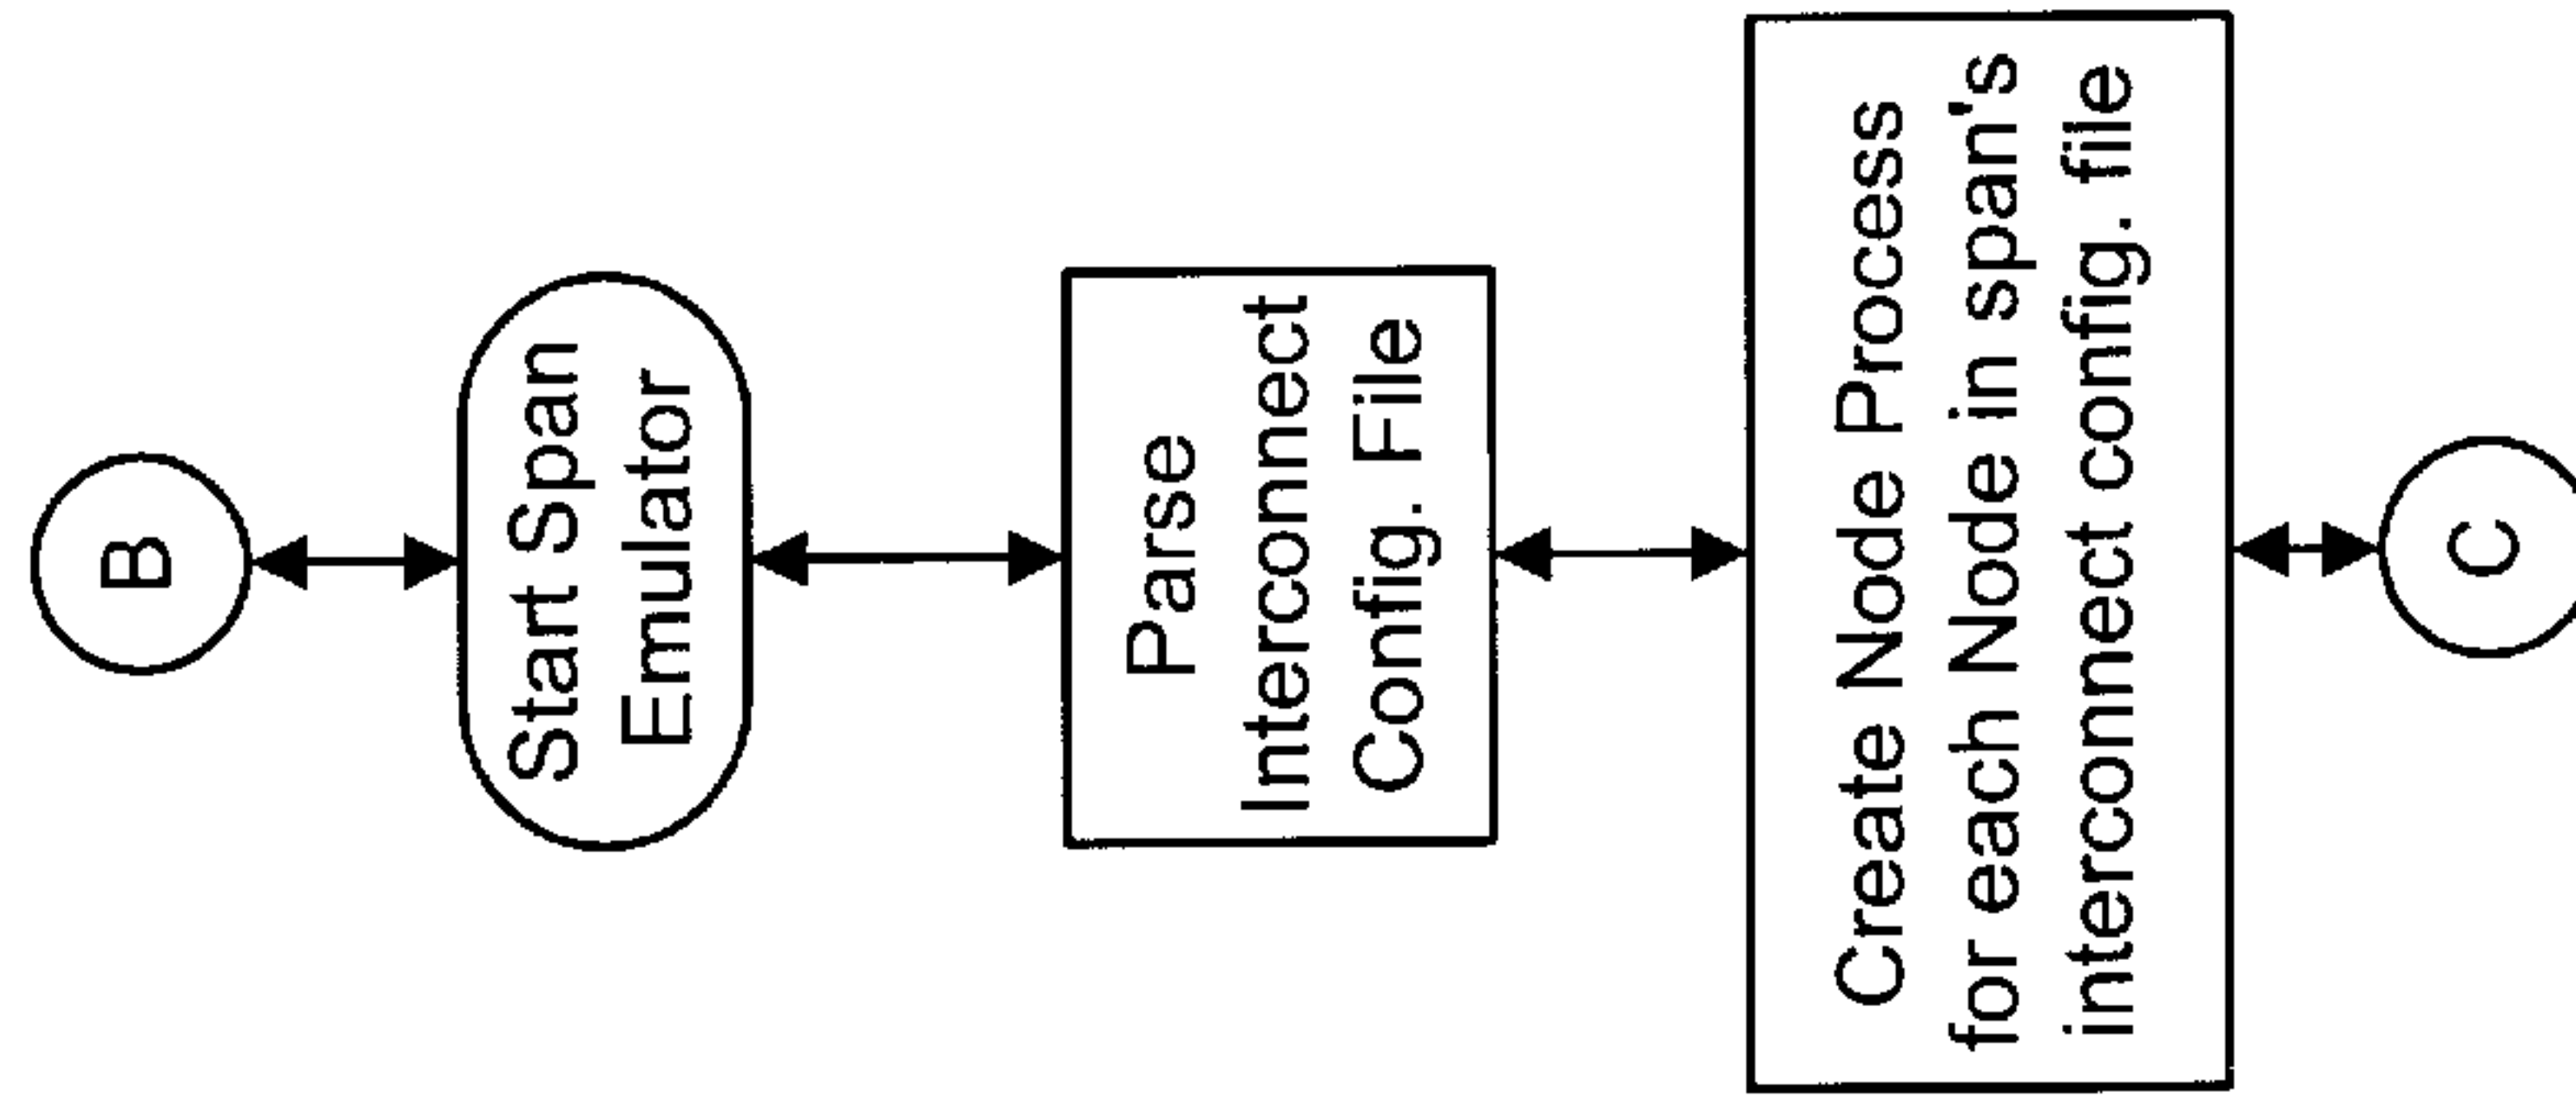 B
Start Span
Emulator
Parse
Interconnect
Config. File
Create Node Process
for each Node in span's
interconnect config. file
C